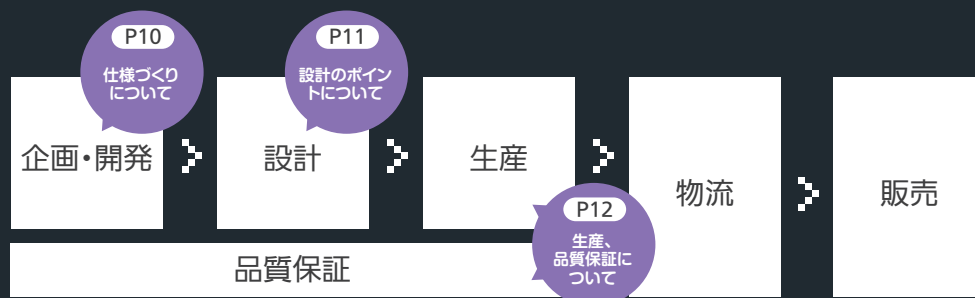 P10
仕様づくり
について
P11
設計のポイン
トについて
企画・開発
設計
生産
物流
販売
P12
生産、
品質保証に
ついて
品質保証